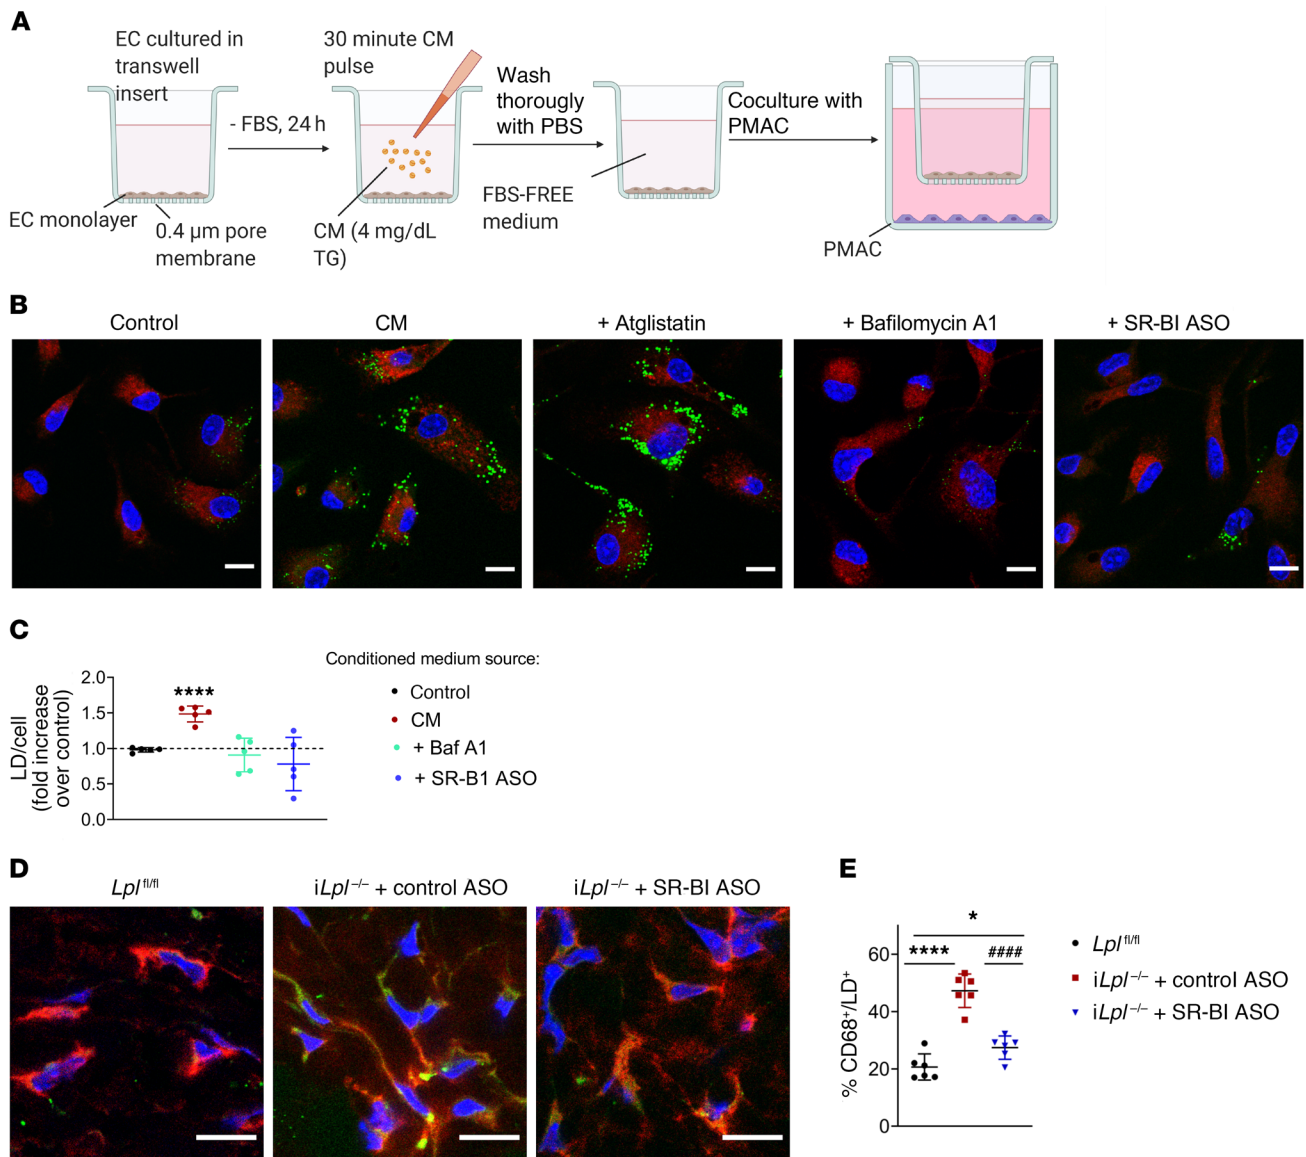 A
EC cultured in
transwell
insert
- FBS, 24 h
30 minute CM
pulse
Wash
thorougly
with PBS
Coculture with
PMAC
EC monolayer
0.4 μm pore
membrane
CM (4 mg/dL
TG)
FBS-FREE
medium
PMAC
B
Control
CM
+ Atglistatin
+ Bafilomycin A1
+ SR-BI ASO
C
LD/cell
(fold increase
over control)
2.0
1.5
1.0
0.5
0.0
****
Conditioned medium source:
Control
CM
+ Baf A1
+ SR-B1 ASO
D
Lpl fl/fl
iLpl −/− + control ASO
iLpl −/− + SR-BI ASO
E
% CD68+/LD+
60
40
20
0
*
****
####
Lpl fl/fl
iLpl −/− + control ASO
iLpl −/− + SR-BI ASO